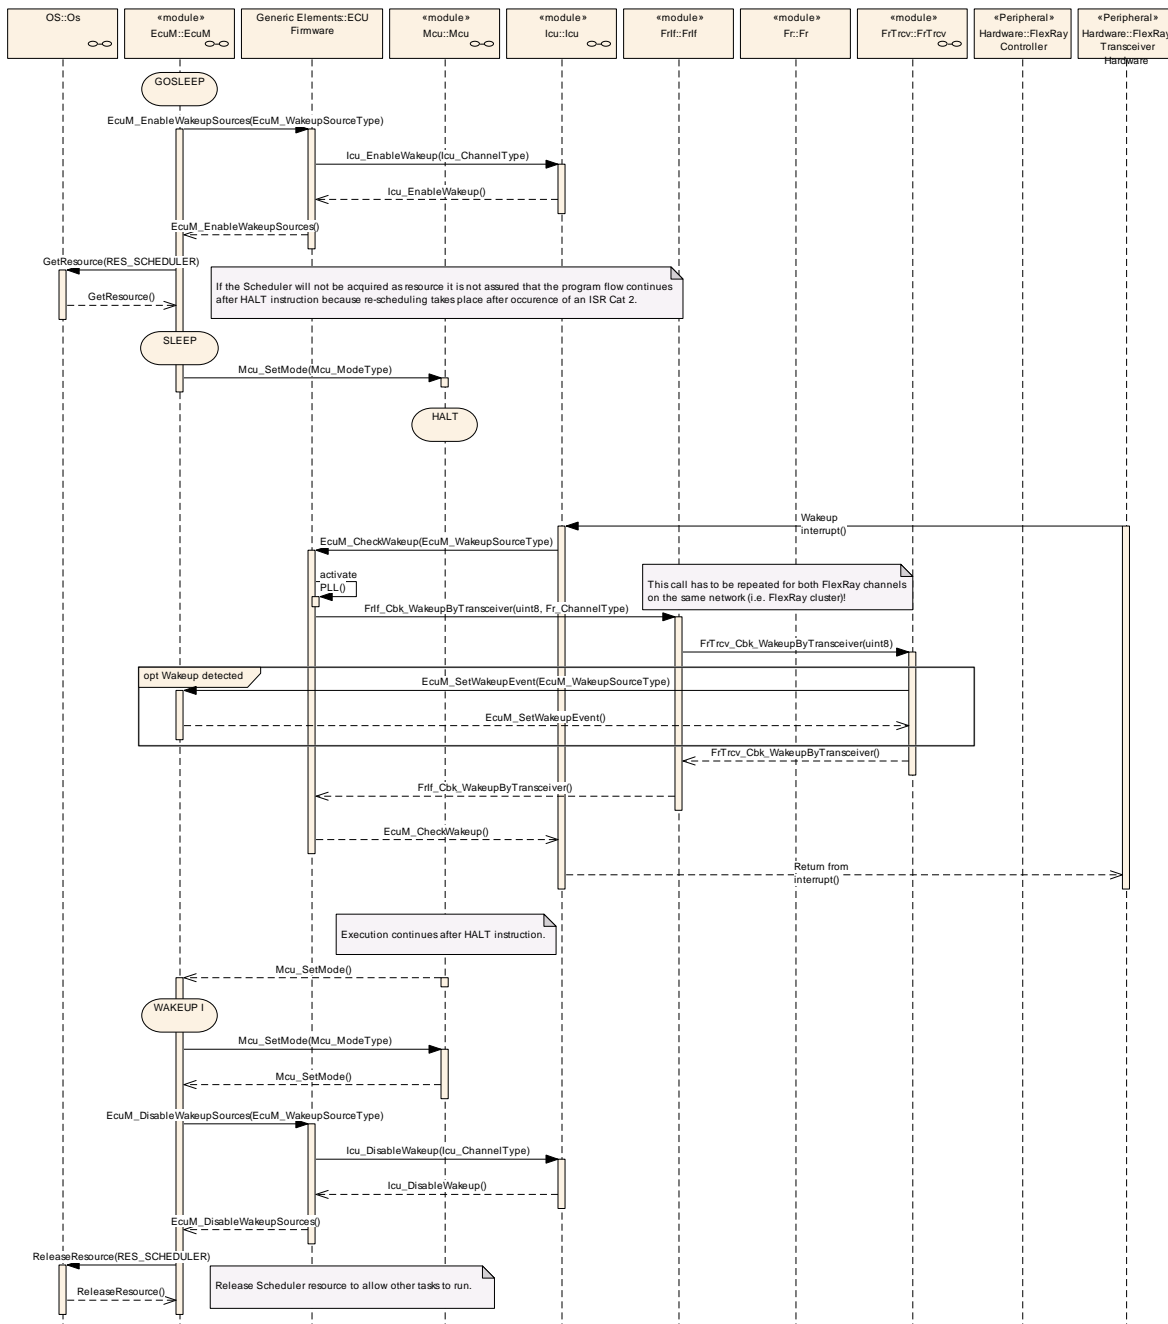 OS::Os
«module»
EcuM::EcuM
Generic Elements::ECU
Firmware
«module»
Mcu::Mcu
«module»
Icu::Icu
«module»
FrIf::FrIf
«module»
Fr::Fr
«module»
FrTrcv::FrTrcv
«Peripheral»
Hardware::FlexRay
Controller
«Peripheral»
Hardware::FlexRay
Transceiver
Hardware
GOSLEEP
EcuM_EnableWakeupSources(EcuM_WakeupSourceType)
Icu_EnableWakeup(Icu_ChannelType)
Icu_EnableWakeup()
EcuM_EnableWakeupSources()
GetResource(RES_SCHEDULER)
If the Scheduler will not be acquired as resource it is not assured that the program flow continues
after HALT instruction because re-scheduling takes place after occurence of an ISR Cat 2.
GetResource()
SLEEP
Mcu_SetMode(Mcu_ModeType)
HALT
Wakeup
interrupt()
EcuM_CheckWakeup(EcuM_WakeupSourceType)
activate
PLL()
This call has to be repeated for both FlexRay channels
on the same network (i.e. FlexRay cluster)!
FrIf_Cbk_WakeupByTransceiver(uint8, Fr_ChannelType)
FrTrcv_Cbk_WakeupByTransceiver(uint8)
opt Wakeup detected
EcuM_SetWakeupEvent(EcuM_WakeupSourceType)
EcuM_SetWakeupEvent()
FrTrcv_Cbk_WakeupByTransceiver()
FrIf_Cbk_WakeupByTransceiver()
EcuM_CheckWakeup()
Return from
interrupt()
Execution continues after HALT instruction.
Mcu_SetMode()
WAKEUP I
Mcu_SetMode(Mcu_ModeType)
Mcu_SetMode()
EcuM_DisableWakeupSources(EcuM_WakeupSourceType)
Icu_DisableWakeup(Icu_ChannelType)
Icu_DisableWakeup()
EcuM_DisableWakeupSources()
ReleaseResource(RES_SCHEDULER)
Release Scheduler resource to allow other tasks to run.
ReleaseResource()